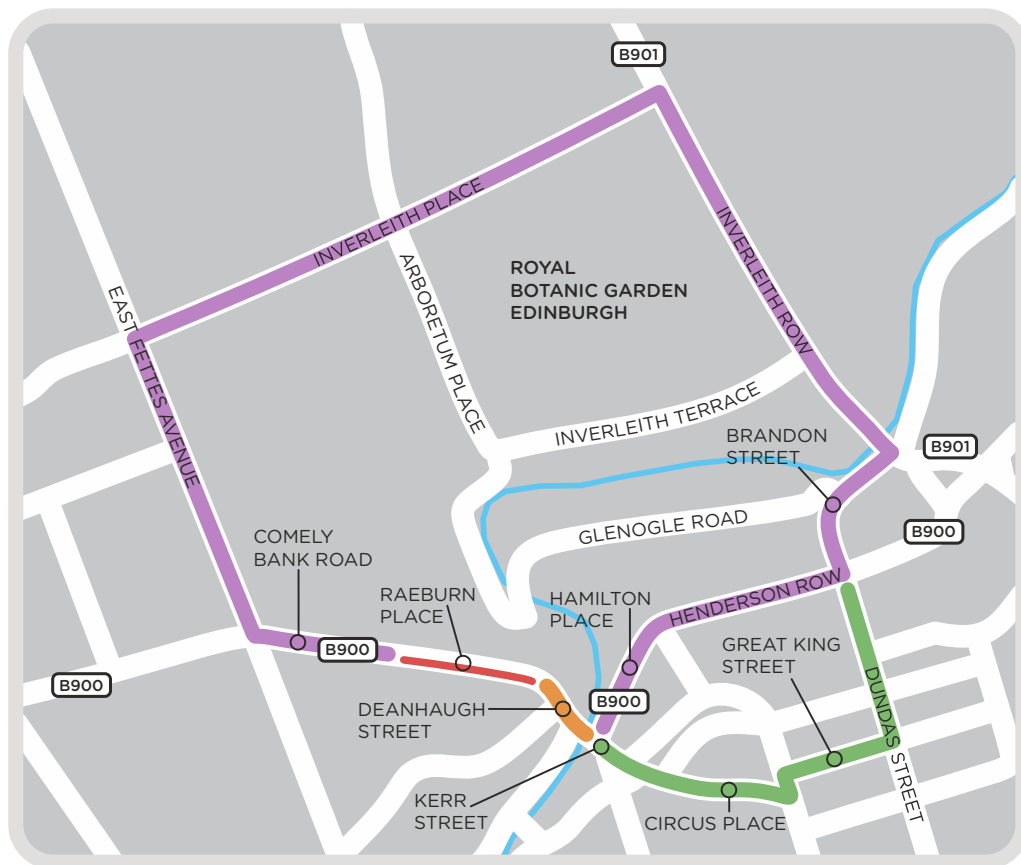 B901
INVERLEITH PLACE
ROYAL
BOTANIC GARDEN
EDINBURGH
ARBORETUM PLACE
INVERLEITH ROW
EAST FETTES AVENUE
INVERLEITH TERRACE
BRANDON
STREET
B901
GLENOGLE ROAD
B900
COMELY
BANK ROAD
RAEBURN
PLACE
HAMILTON
PLACE
HENDERSON ROW
B900
GREAT KING
STREET
B900
B900
DEANHAUGH
STREET
DUNDAS STREET
KERR
STREET
CIRCUS PLACE